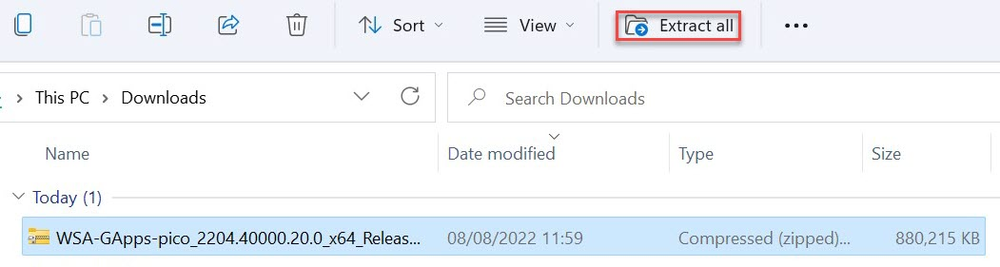 Sort View Extract all
This PC > Downloads Search Downloads
Name Date modified Type Size
Today (1)
WSA-GApps-pico_2204.40000.20.0_x64_Releas... 08/08/2022 11:59 Compressed (zipped)... 880,215 KB